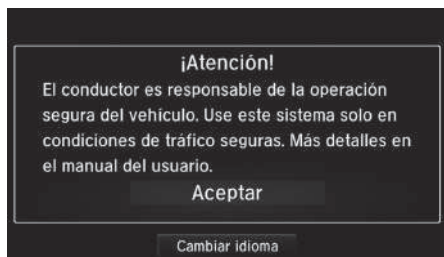 ¡Atención!
El conductor es responsable de la operación
segura del vehículo. Use este sistema solo en
condiciones de tráfico seguras. Más detalles en
el manual del usuario.
Aceptar
Cambiar idioma